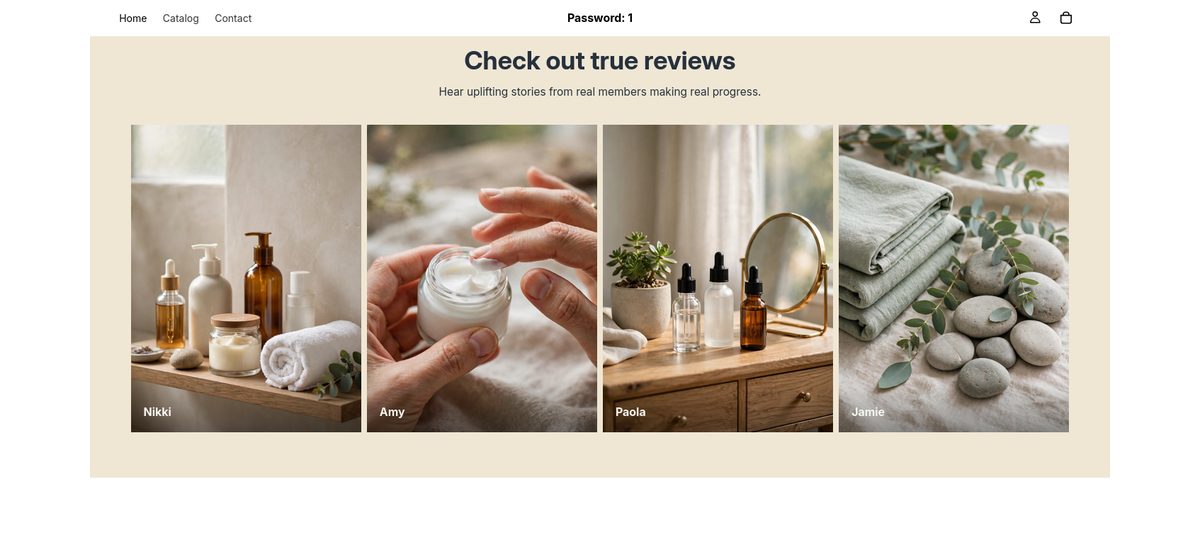 Home Catalog Contact Password: 1
Check out true reviews
Hear uplifting stories from real members making real progress.
Nikki Amy Paola Jamie